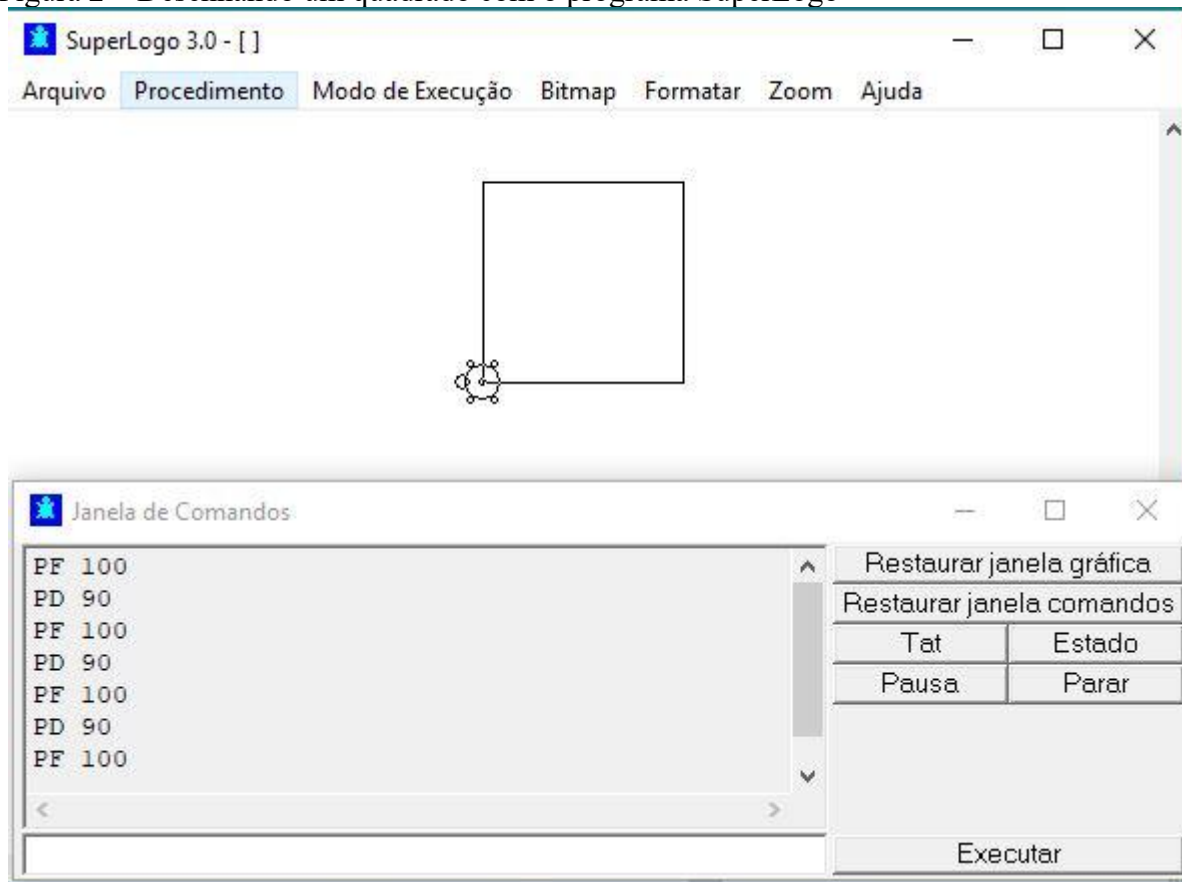 SuperLogo 3.0 - [ ]
Arquivo Procedimento Modo de Execução Bitmap Formatar Zoom Ajuda
Janela de Comandos
PF 100
PD 90
PF 100
PD 90
PF 100
PD 90
PF 100
Restaurar janela gráfica
Restaurar janela comandos
Tat Estado
Pausa Parar
Executar